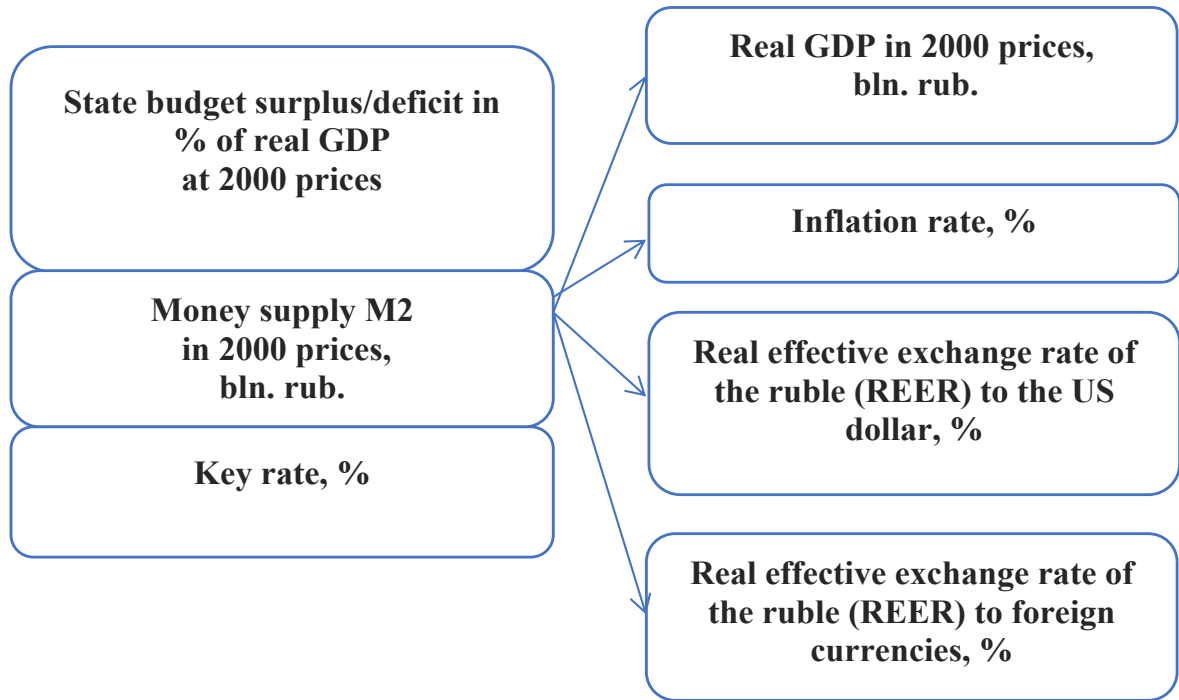 State budget surplus/deficit in
% of real GDP
at 2000 prices
Money supply M2
in 2000 prices,
bln. rub.
Key rate, %
Real GDP in 2000 prices,
bln. rub.
Inflation rate, %
Real effective exchange rate of
the ruble (REER) to the US
dollar, %
Real effective exchange rate of
the ruble (REER) to foreign
currencies, %